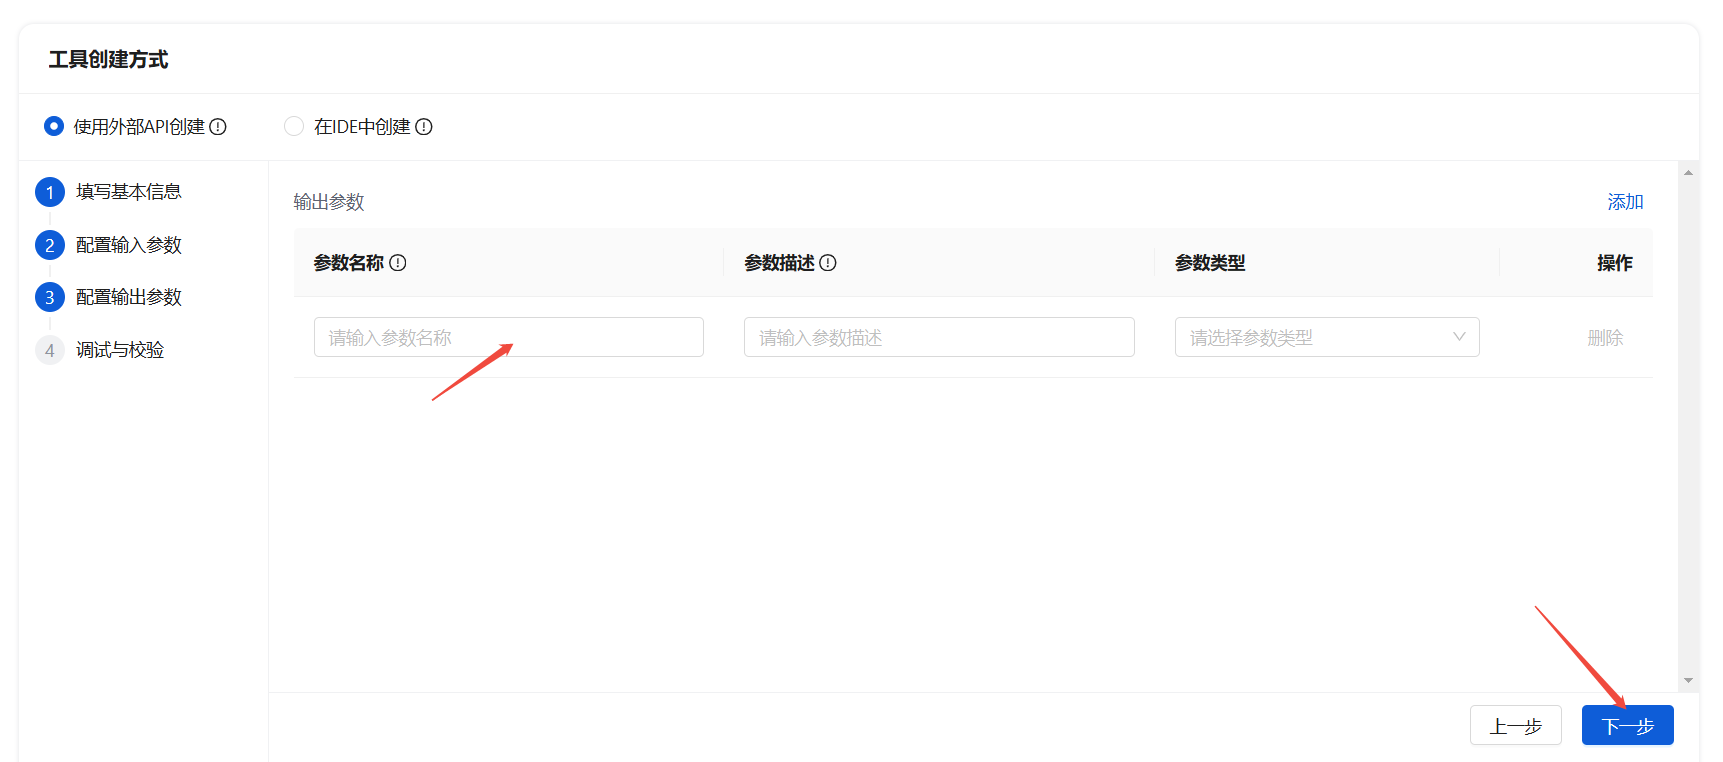 工具创建方式
使用外部API创建 在IDE中创建
1 填写基本信息
2 配置输入参数
3 配置输出参数
4 调试与校验
输出参数 添加
参数名称 参数描述 参数类型 操作
请输入参数名称 请输入参数描述 请选择参数类型 删除
上一步 下一步